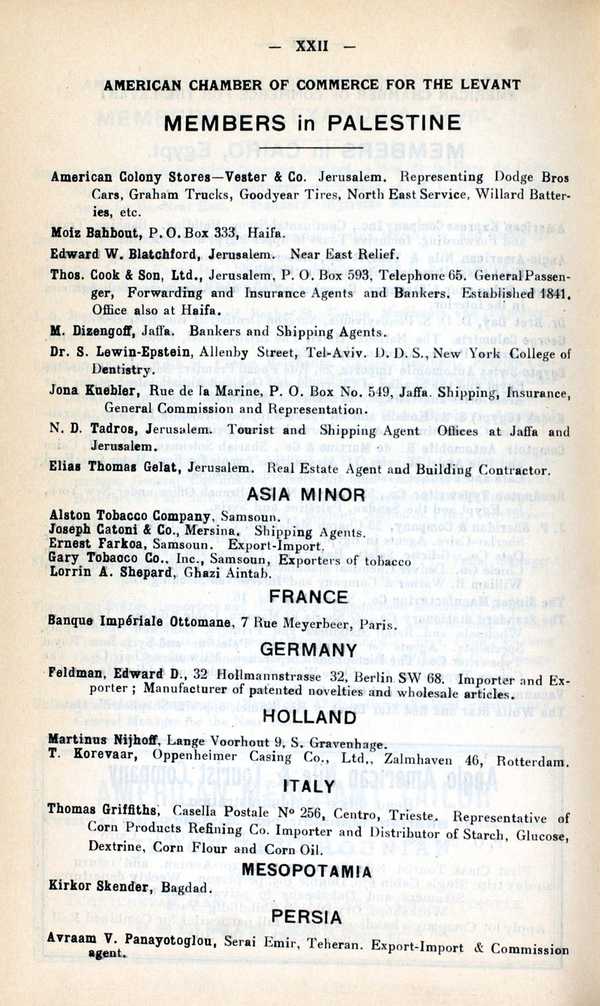 — XXII —
AMERICAN CHAMBER OF COMMERCE FOR THE LEVANT
MEMBERS in PALESTINE
American Colony Stores—Vester & Co. Jerusalem. Representing Dodge Bros
Cars, Graham Trucks, Goodyear Tires, North East Service, Willard Batter-
ies, etc.
Moiz Bahbout, P. O. Box 333, Haifa.
Edward W. Blatchford, Jerusalem. Near East Relief.
Thos. Cook & Son, Ltd., Jerusalem, P. O. Box 593, Telephone 65. General Passen-
ger, Forwarding and Insurance Agents and Bankers. Established 1841.
Office also at Haifa.
M. Dizengoff, Jaffa. Bankers and Shipping Agents.
Dr. S. Lewin-Epstein, Allenby Street, Tel-Aviv. D. D. S., New York College of
Dentistry.
Jona Kuebler, Rue de la Marine, P. O. Box No. 549, Jaffa. Shipping, Insurance,
General Commission and Representation.
N. D. Tadros, Jerusalem. Tourist and Shipping Agent Offices at Jaffa and
Jerusalem.
Elias Thomas Gelat, Jerusalem. Real Estate Agent and Building Contractor.
ASIA MINOR
Alston Tobacco Company, Samsoun.
Joseph Catoni & Co., Mersina. Shipping Agents.
Ernest Farkoa, Samsoun. Export-Import.
Gary Tobacco Co., Inc., Samsoun, Exporters of tobacco
Lorrin A. Shepard, Ghazi Aintab.
FRANCE
Banque Impériale Ottomane, 7 Rue Meyerbeer, Paris.
GERMANY
Feldman, Edward D., 32 Hollmannstrasse 32, Berlin SW 68. Importer and Ex-
porter ; Manufacturer of patented novelties and wholesale articles.
HOLLAND
Martinus Nijhoff, Lange Voorhout 9, S. Gravenhage.
T. Korevaar, Oppenheimer Casing Co., Ltd., Zalmhaven 46, Rotterdam.
ITALY
Thomas Griffiths, Casella Postale Nº 256, Centro, Trieste. Representative of
Corn Products Refining Co. Importer and Distributor of Starch, Glucose,
Dextrine, Corn Flour and Corn Oil.
MESOPOTAMIA
Kirkor Skender, Bagdad.
PERSIA
Avraam V. Panayotoglou, Serai Emir, Teheran. Export-Import & Commission
agent.